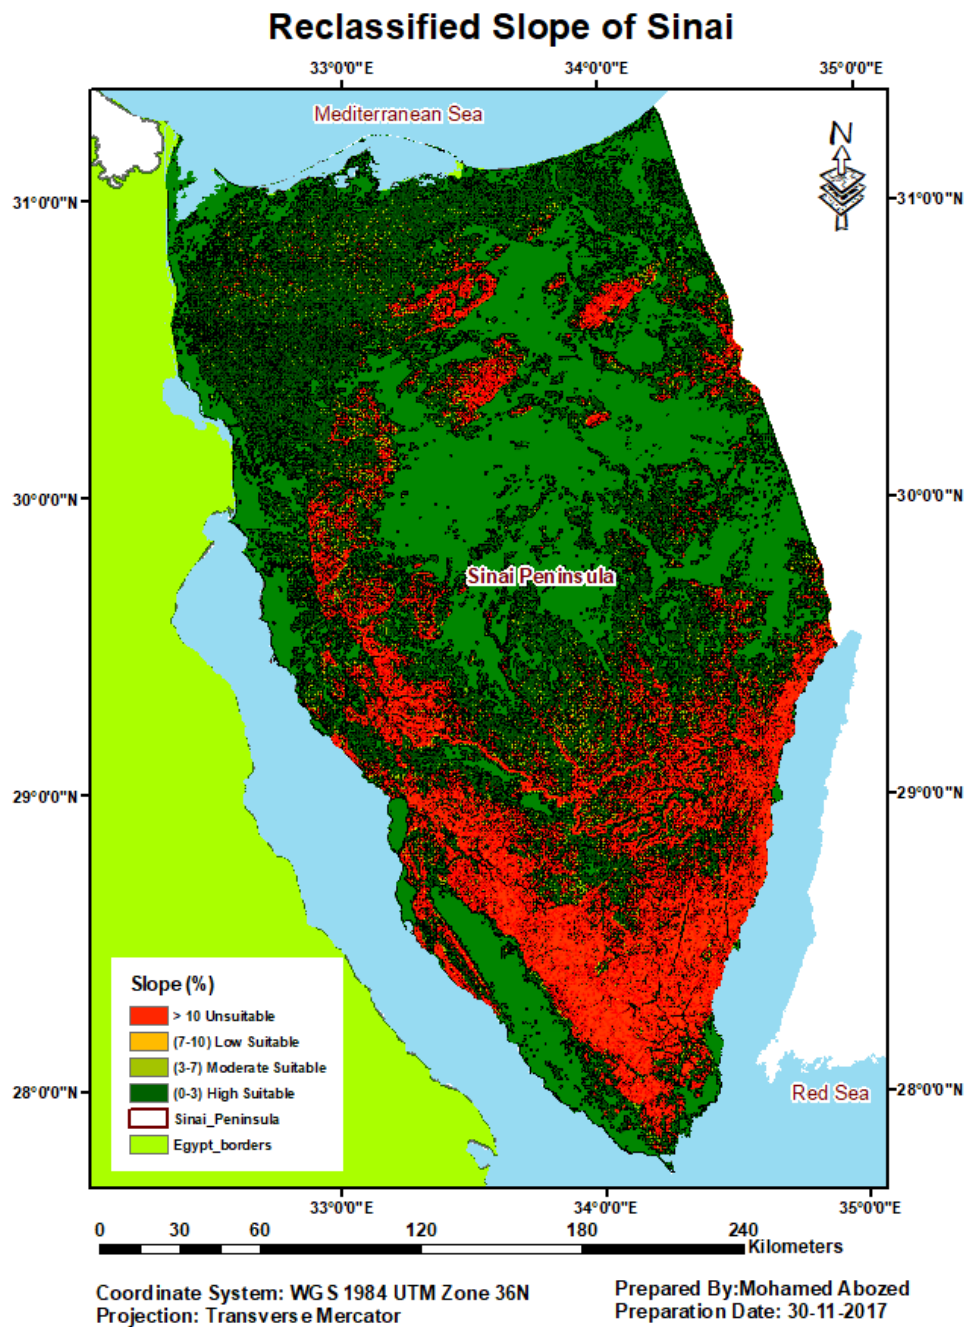 Reclassified Slope of Sinai
33°0'0"E
34°0'0"E
35°0'0"E
Mediterranean Sea
N
31°0'0"N
31°0'0"N
30°0'0"N
30°0'0"N
Sinai Peninsula
29°0'0"N
29°0'0"N
Slope (%)
> 10 Unsuitable
(7-10) Low Suitable
(3-7) Moderate Suitable
(0-3) High Suitable
Sinai_Peninsula
Egypt_borders
28°0'0"N
28°0'0"N
Red Sea
33°0'0"E
34°0'0"E
35°0'0"E
0 30 60 120 180 240
Kilometers
Coordinate System: WGS 1984 UTM Zone 36N
Projection: Transverse Mercator
Prepared By:Mohamed Abozed
Preparation Date: 30-11-2017